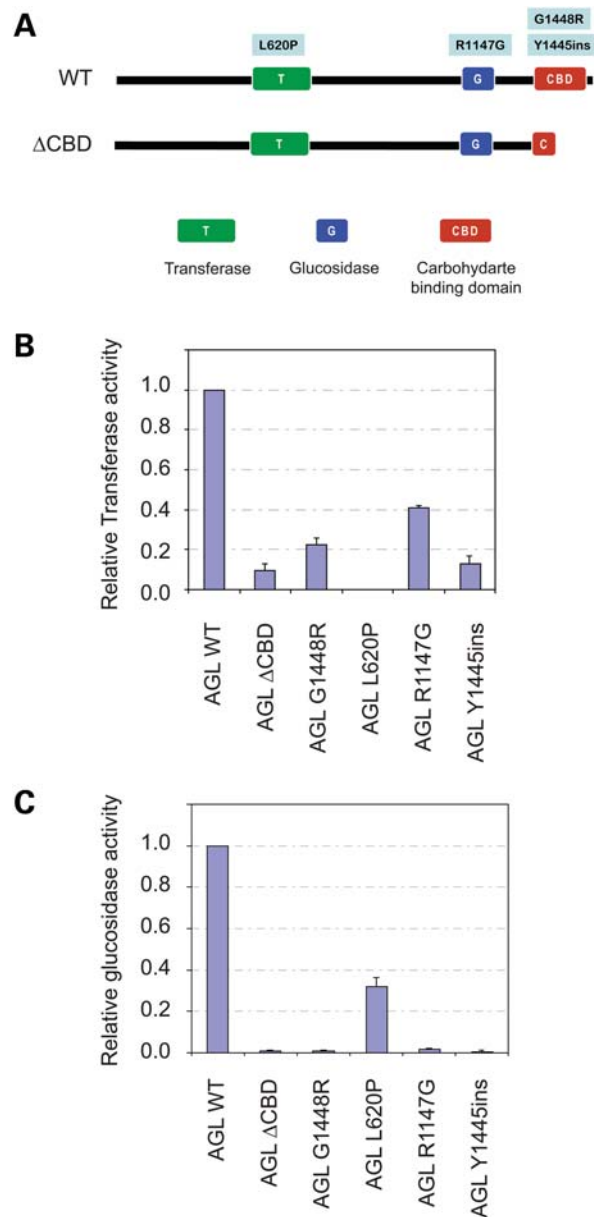 A
G1448R
L620P
R1147G
Y1445ins
WT
T
G
CBD
ΔCBD
T
G
C
T
G
CBD
Transferase
Glucosidase
Carbohydarte
binding domain
B
Relative Transferase activity
1.0
0.8
0.6
0.4
0.2
0.0
AGL WT
AGL ΔCBD
AGL G1448R
AGL L620P
AGL R1147G
AGL Y1445ins
C
Relative glucosidase activity
1.0
0.8
0.6
0.4
0.2
0.0
AGL WT
AGL ΔCBD
AGL G1448R
AGL L620P
AGL R1147G
AGL Y1445ins